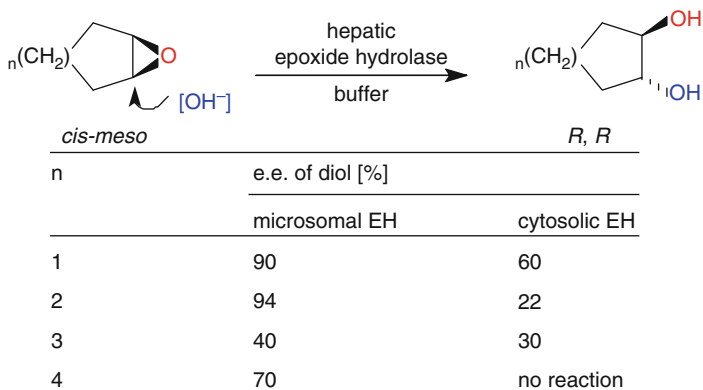 hepatic
epoxide hydrolase
buffer
n(CH2)
O
[OH–]
n(CH2)
OH
OH
cis-meso R, R
n e.e. of diol [%]
microsomal EH cytosolic EH
1 90 60
2 94 22
3 40 30
4 70 no reaction